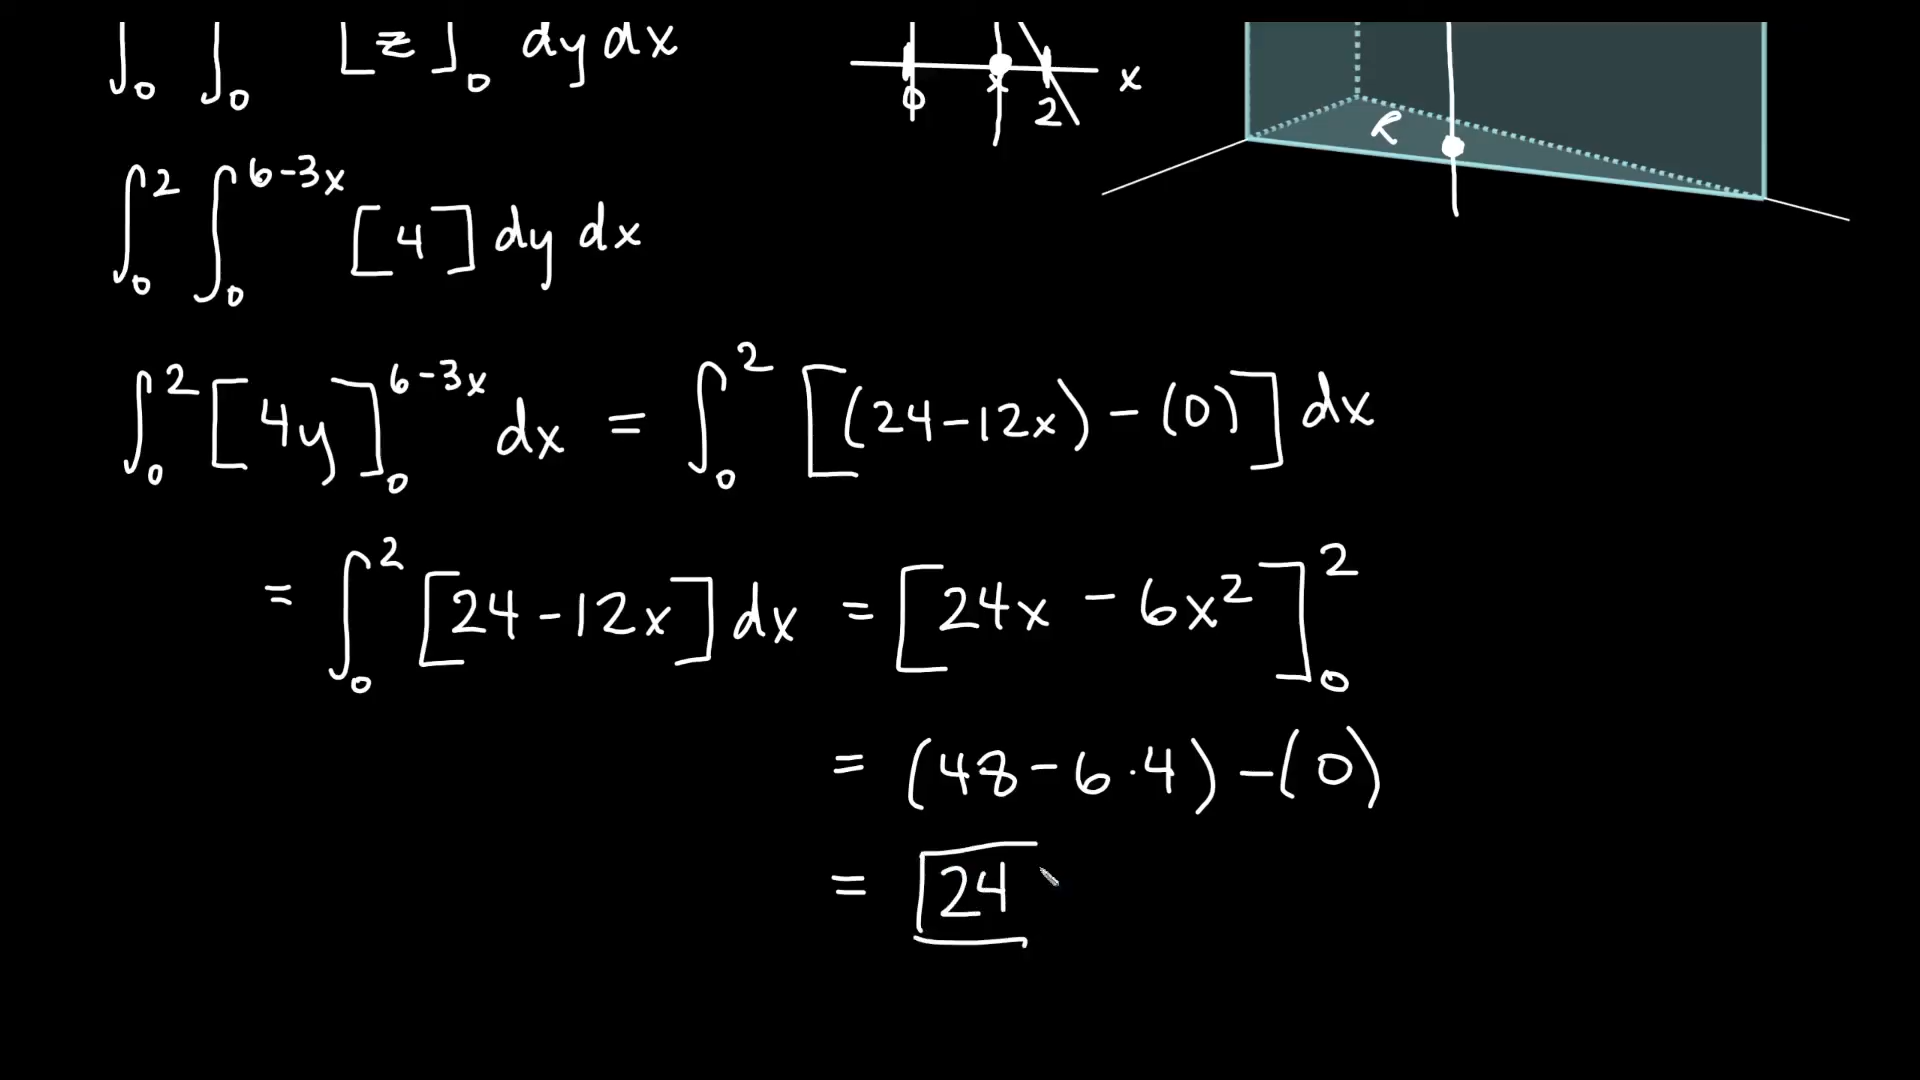 ∫₀ ∫₀ [z]₀ dy dx
0 x 2 x
R
∫₀² ∫₀^(6-3x) [4] dy dx
∫₀² [4y]₀^(6-3x) dx = ∫₀² [(24-12x) - (0)] dx
= ∫₀² [24-12x] dx = [24x - 6x²]₀²
= (48 - 6·4) - (0)
= 24